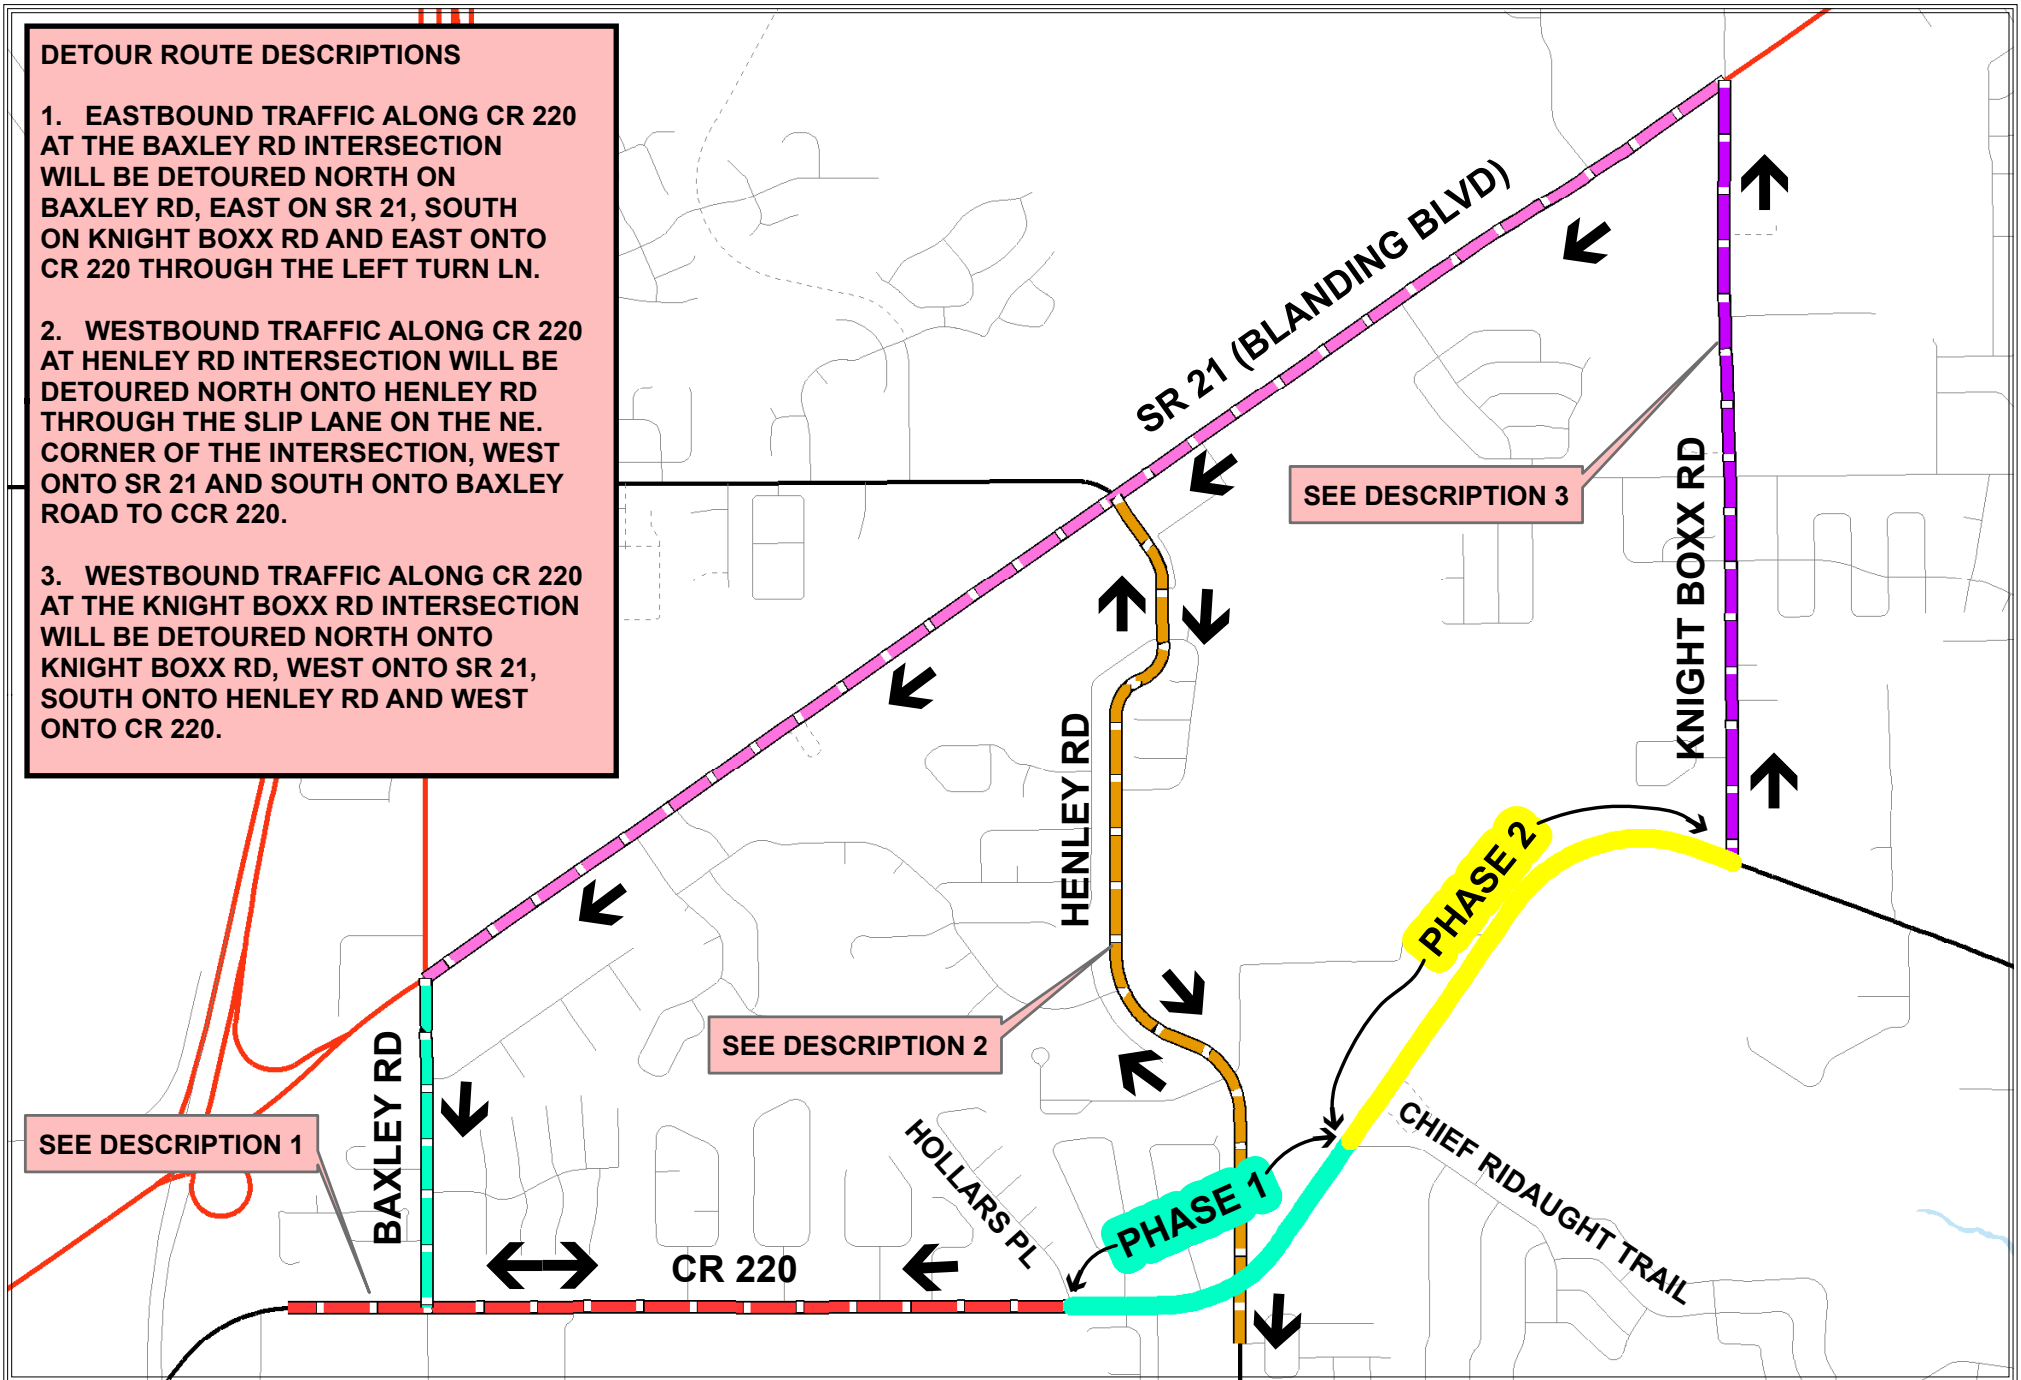 DETOUR ROUTE DESCRIPTIONS
1. EASTBOUND TRAFFIC ALONG CR 220
AT THE BAXLEY RD INTERSECTION
WILL BE DETOURED NORTH ON
BAXLEY RD, EAST ON SR 21, SOUTH
ON KNIGHT BOXX RD AND EAST ONTO
CR 220 THROUGH THE LEFT TURN LN.
2. WESTBOUND TRAFFIC ALONG CR 220
AT HENLEY RD INTERSECTION WILL BE
DETOURED NORTH ONTO HENLEY RD
THROUGH THE SLIP LANE ON THE NE.
CORNER OF THE INTERSECTION, WEST
ONTO SR 21 AND SOUTH ONTO BAXLEY
ROAD TO CCR 220.
3. WESTBOUND TRAFFIC ALONG CR 220
AT THE KNIGHT BOXX RD INTERSECTION
WILL BE DETOURED NORTH ONTO
KNIGHT BOXX RD, WEST ONTO SR 21,
SOUTH ONTO HENLEY RD AND WEST
ONTO CR 220.
SR 21 (BLANDING BLVD)
SEE DESCRIPTION 3
KNIGHT BOXX RD
HENLEY RD
PHASE 2
SEE DESCRIPTION 2
BAXLEY RD
SEE DESCRIPTION 1
HOLLARS PL
PHASE 1
CHIEF RIDAUGHT TRAIL
CR 220